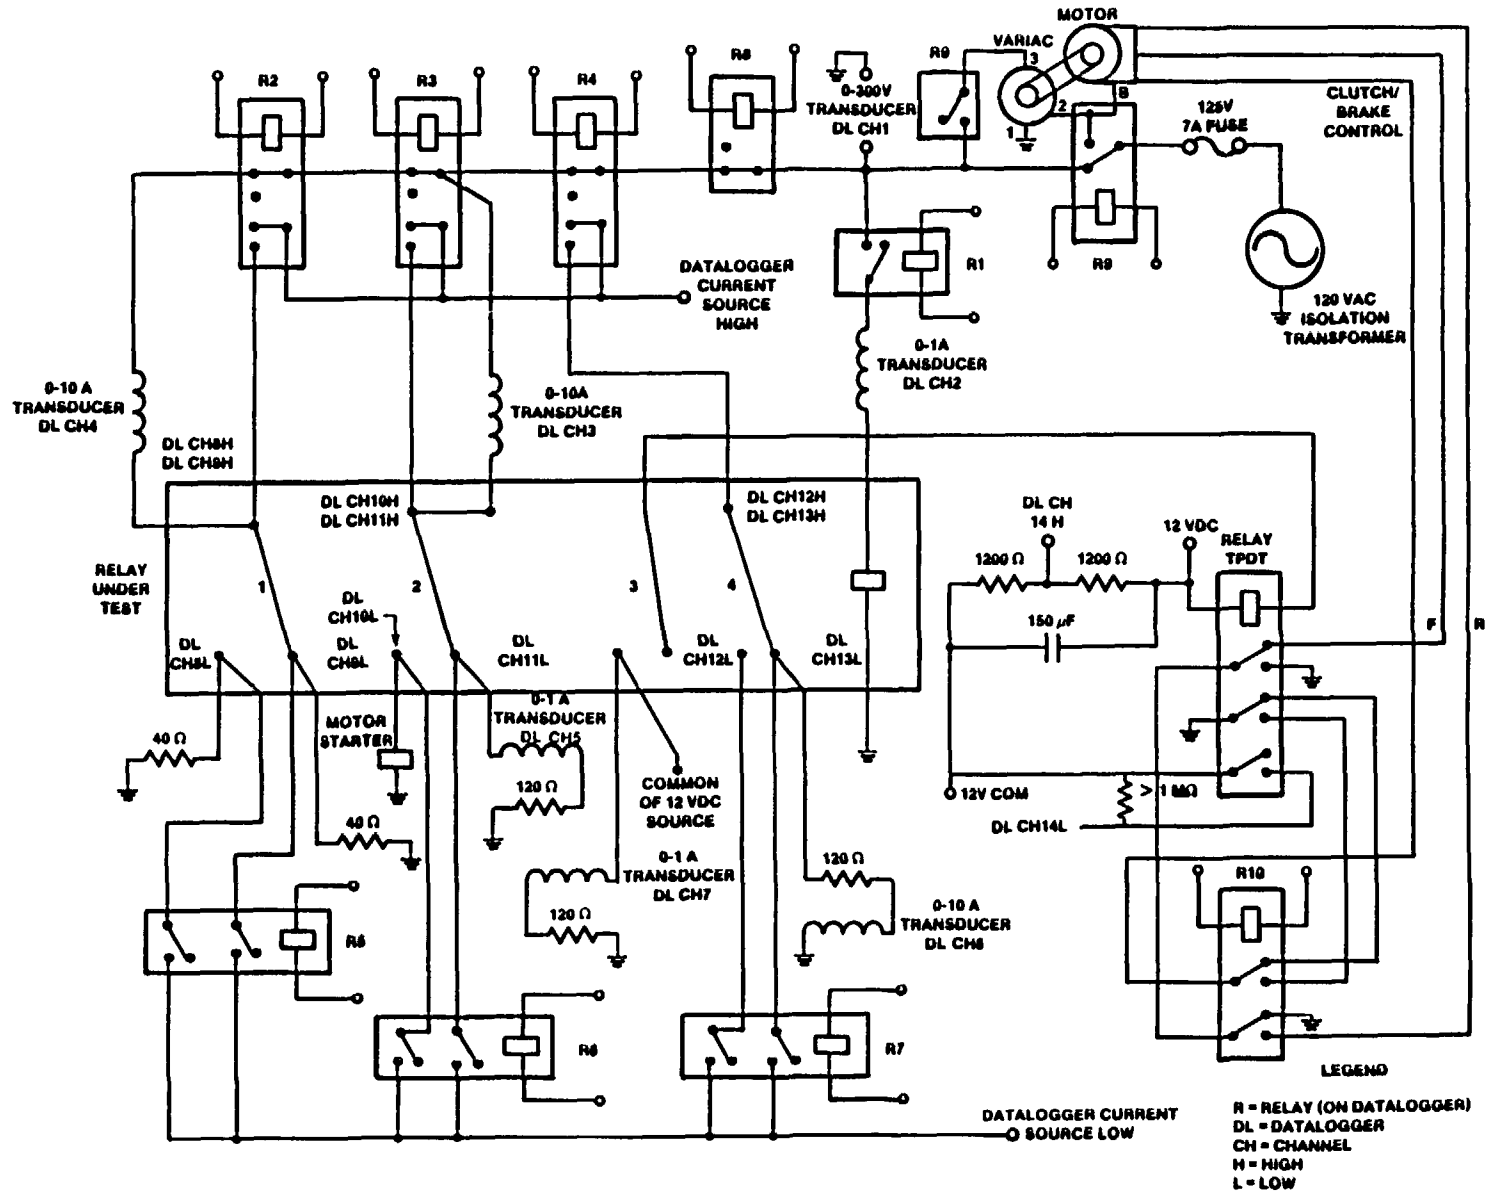 MOTOR
VARIAC
3
2
1
B
R2
R3
R4
R8
R9
0-300V
TRANSDUCER
DL CH1
125V
7A FUSE
CLUTCH/
BRAKE
CONTROL
R9
R1
DATALOGGER
CURRENT
SOURCE
HIGH
120 VAC
ISOLATION
TRANSFORMER
0-1A
TRANSDUCER
DL CH2
0-10 A
TRANSDUCER
DL CH4
0-10A
TRANSDUCER
DL CH3
DL CH8H
DL CH9H
DL CH10H
DL CH11H
DL CH12H
DL CH13H
DL CH
14 H
12 VDC
RELAY
TPDT
1200 Ω
1200 Ω
150 µF
RELAY
UNDER
TEST
1
2
3
4
DL
CH10L
DL
CH8L
DL
CH9L
DL
CH11L
DL
CH12L
DL
CH13L
F
R
MOTOR
STARTER
0-1 A
TRANSDUCER
DL CH5
40 Ω
120 Ω
COMMON
OF 12 VDC
SOURCE
12V COM
> 1 MΩ
DL CH14L
40 Ω
0-1 A
TRANSDUCER
DL CH7
120 Ω
120 Ω
0-10 A
TRANSDUCER
DL CH6
R10
R5
R6
R7
LEGEND
DATALOGGER CURRENT
SOURCE LOW
R = RELAY (ON DATALOGGER)
DL = DATALOGGER
CH = CHANNEL
H = HIGH
L = LOW